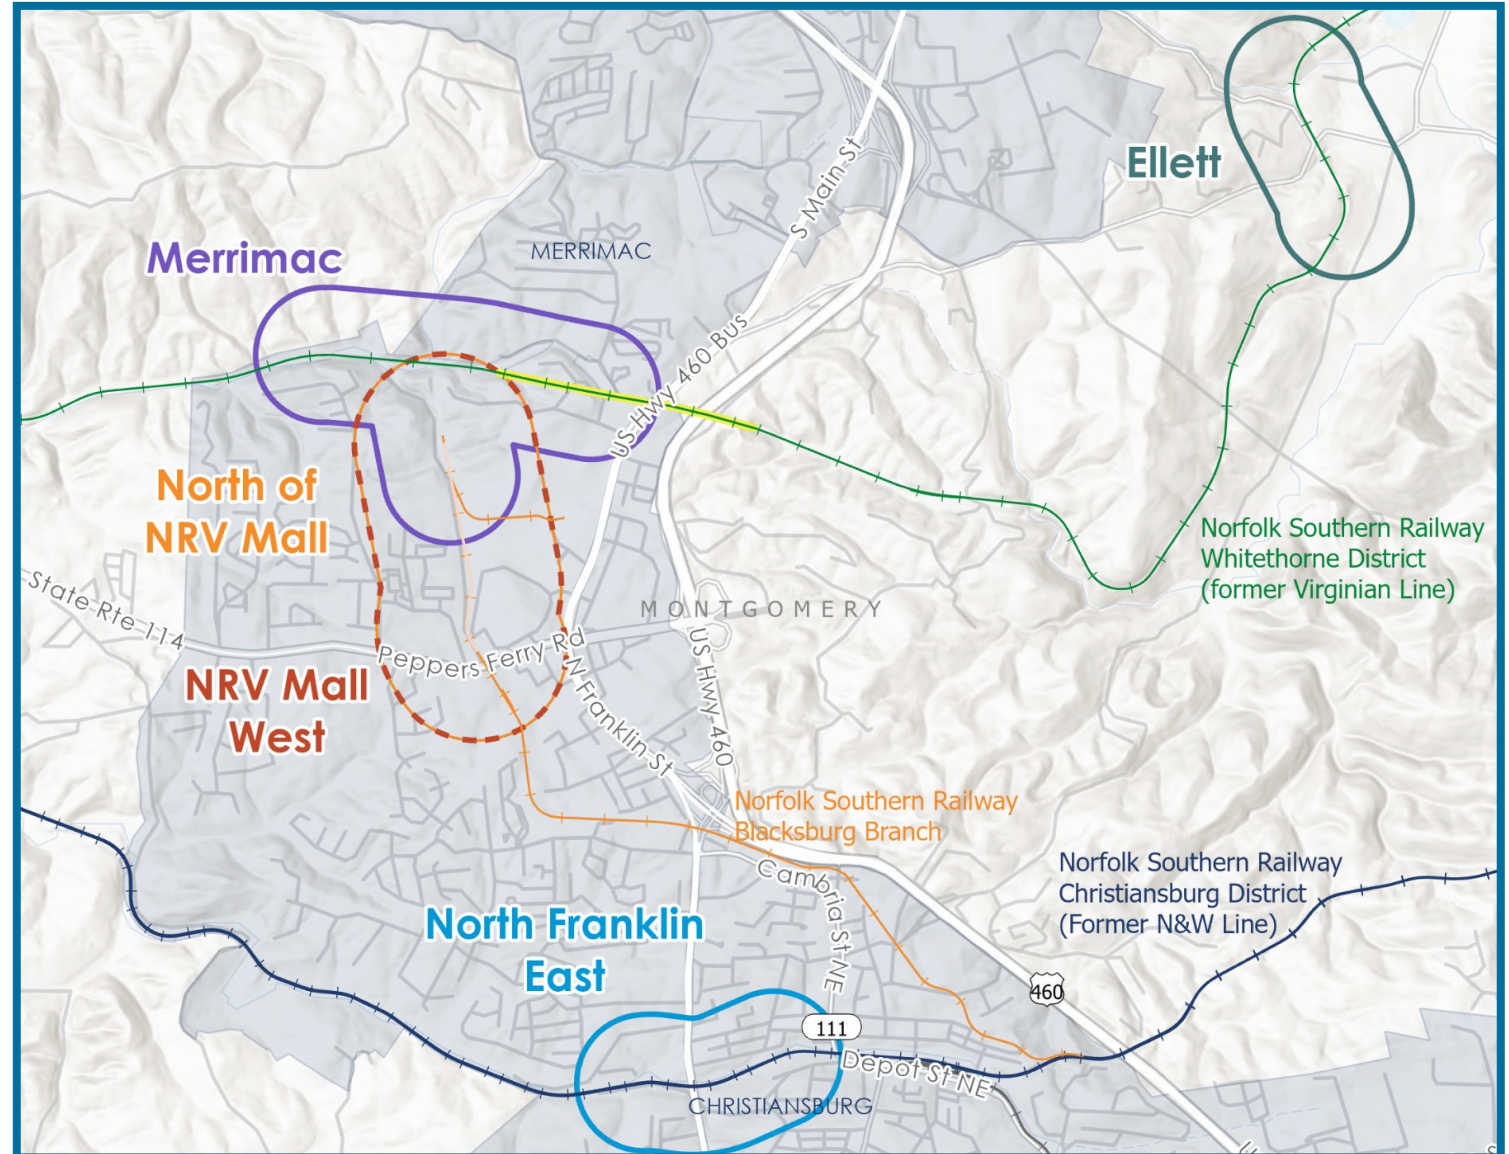 Ellett
S Main St
MERRIMAC
Merrimac
US Hwy 460 Bus
North of
NRV Mall
Norfolk Southern Railway
Whitethorne District
(former Virginian Line)
State Rte 114
MONTGOMERY
Peppers Ferry Rd
NRV Mall
West
N Franklin St
US Hwy 460
Norfolk Southern Railway
Blacksburg Branch
Cambria St NE
Norfolk Southern Railway
Christiansburg District
(Former N&W Line)
North Franklin
East
460
111
Depot St NE
CHRISTIANSBURG